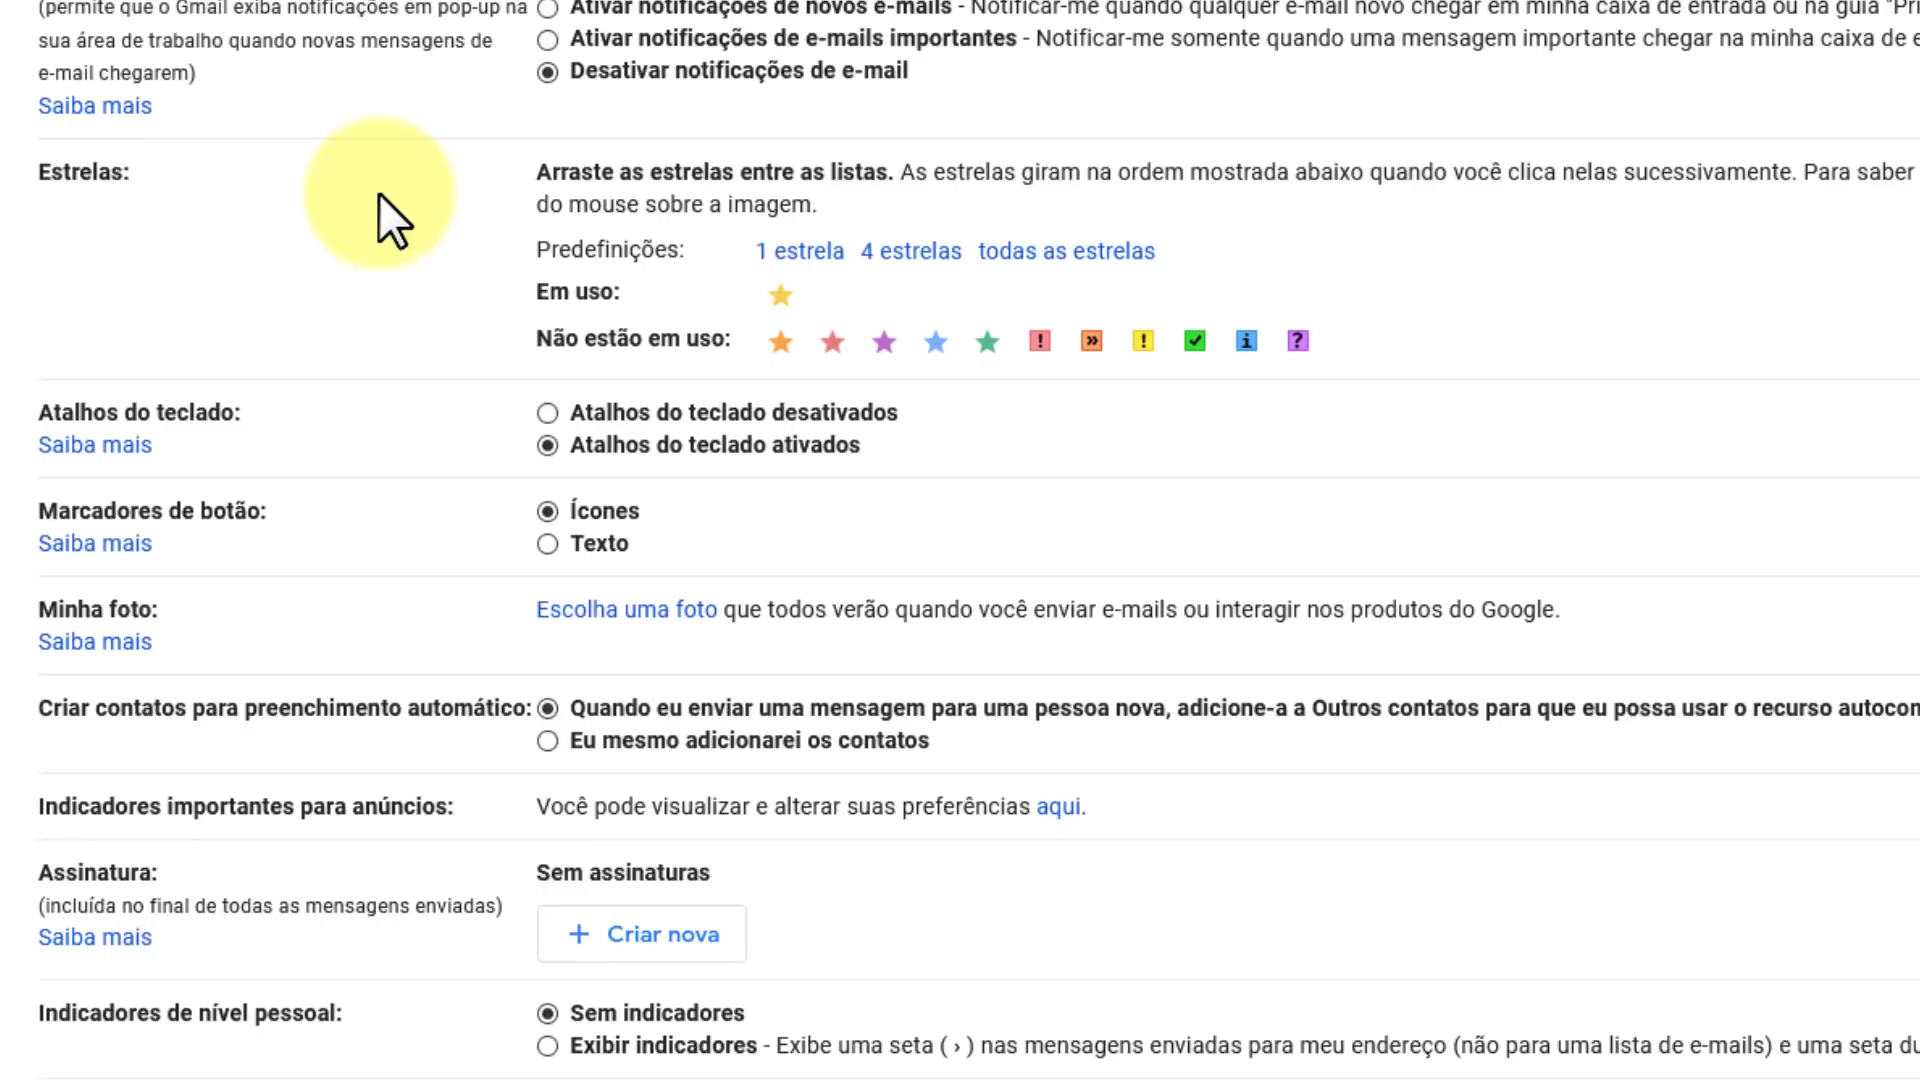 (permite que o Gmail exiba notificações em pop-up na
sua área de trabalho quando novas mensagens de
e-mail chegarem)
Saiba mais
Ativar notificações de novos e-mails - Notificar-me quando qualquer e-mail novo chegar em minha caixa de entrada ou na guia "Pri
Ativar notificações de e-mails importantes - Notificar-me somente quando uma mensagem importante chegar na minha caixa de e
Desativar notificações de e-mail
Estrelas:
Arraste as estrelas entre as listas. As estrelas giram na ordem mostrada abaixo quando você clica nelas sucessivamente. Para saber
do mouse sobre a imagem.
Predefinições: 1 estrela 4 estrelas todas as estrelas
Em uso:
Não estão em uso: ! » ! ✓ i ?
Atalhos do teclado:
Saiba mais
Atalhos do teclado desativados
Atalhos do teclado ativados
Marcadores de botão:
Saiba mais
Ícones
Texto
Minha foto:
Saiba mais
Escolha uma foto que todos verão quando você enviar e-mails ou interagir nos produtos do Google.
Criar contatos para preenchimento automático:
Quando eu enviar uma mensagem para uma pessoa nova, adicione-a a Outros contatos para que eu possa usar o recurso autocon
Eu mesmo adicionarei os contatos
Indicadores importantes para anúncios:
Você pode visualizar e alterar suas preferências aqui.
Assinatura:
(incluída no final de todas as mensagens enviadas)
Saiba mais
Sem assinaturas
+ Criar nova
Indicadores de nível pessoal:
Sem indicadores
Exibir indicadores - Exibe uma seta ( › ) nas mensagens enviadas para meu endereço (não para uma lista de e-mails) e uma seta du